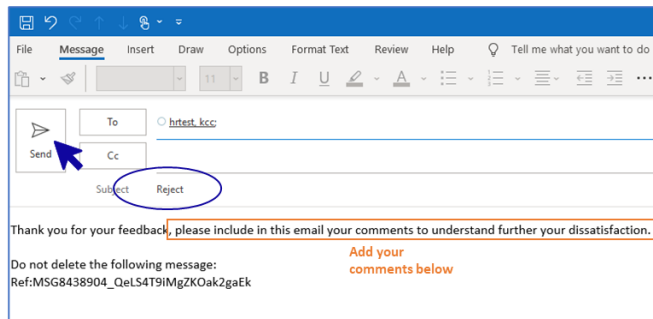 File Message Insert Draw Options Format Text Review Help Tell me what you want to do
11 B I U A
To hrtest, kcc;
Send Cc
Subject Reject
Thank you for your feedback, please include in this email your comments to understand further your dissatisfaction.
Add your
comments below
Do not delete the following message:
Ref:MSG8438904_QeLS4T9iMgZKOak2gaEk